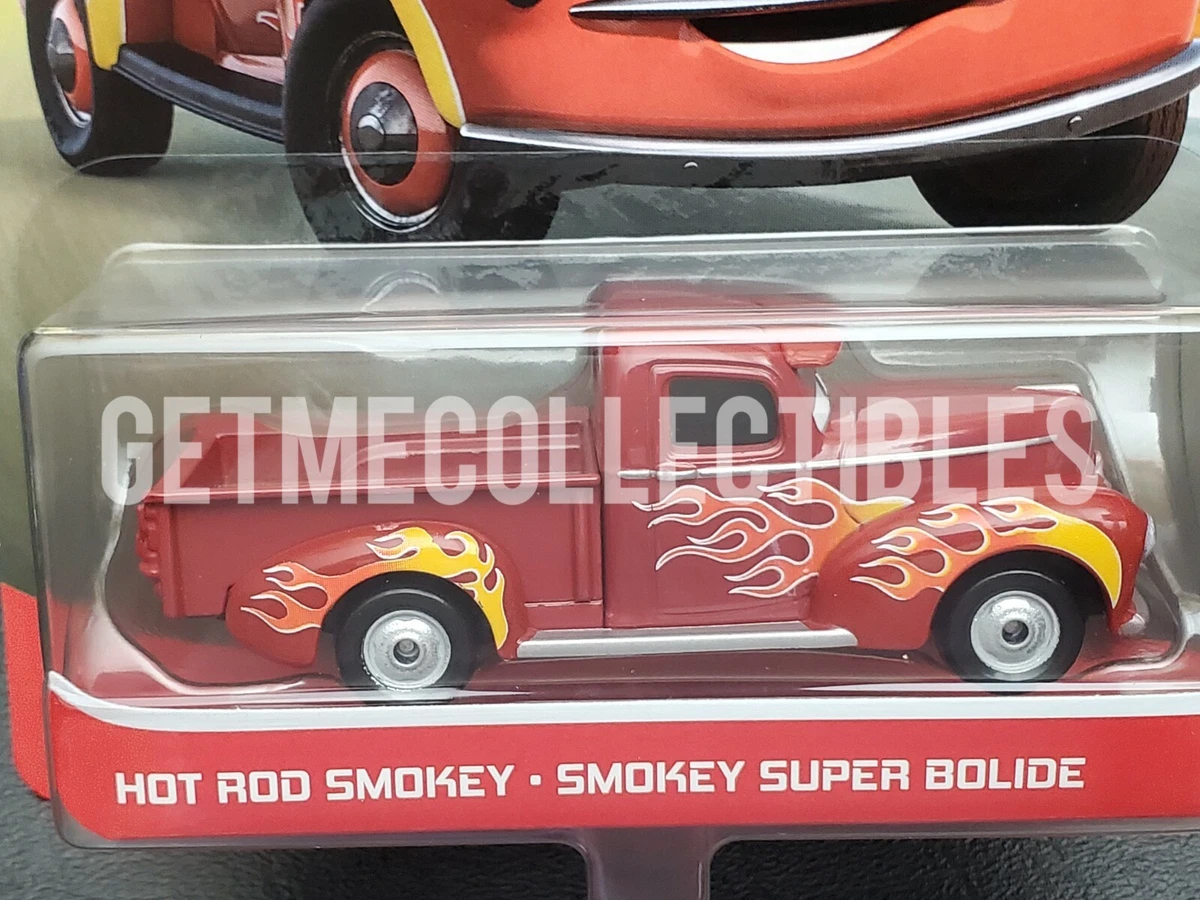 GETMECOLLECTIBLES
HOT ROD SMOKEY • SMOKEY SUPER BOLIDE